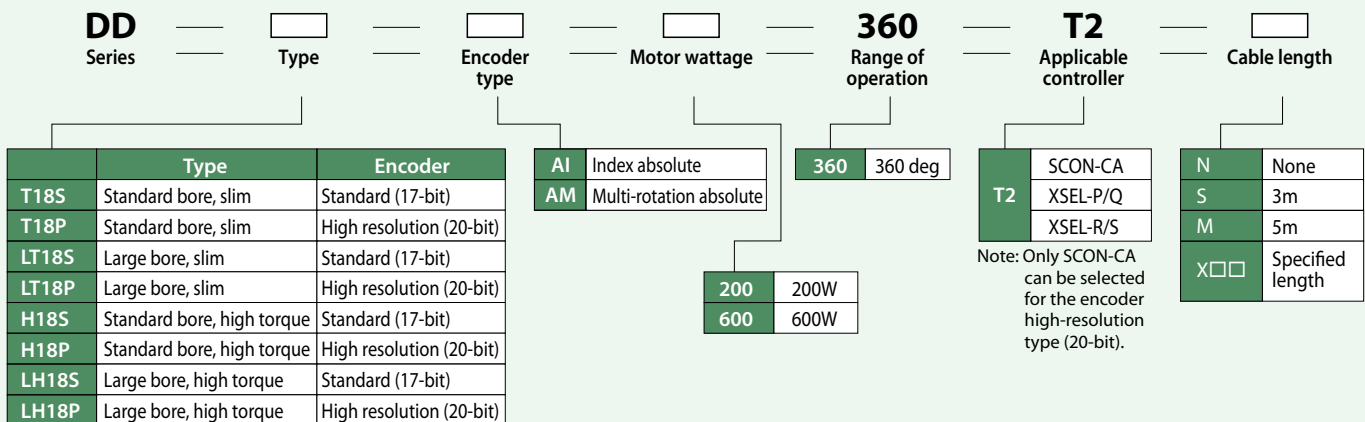 DD 360 T2
Series Type Encoder type Motor wattage Range of operation Applicable controller Cable length
Type Encoder
T18S Standard bore, slim Standard (17-bit)
T18P Standard bore, slim High resolution (20-bit)
LT18S Large bore, slim Standard (17-bit)
LT18P Large bore, slim High resolution (20-bit)
H18S Standard bore, high torque Standard (17-bit)
H18P Standard bore, high torque High resolution (20-bit)
LH18S Large bore, high torque Standard (17-bit)
LH18P Large bore, high torque High resolution (20-bit)
AI Index absolute
AM Multi-rotation absolute
200 200W
600 600W
360 360 deg
T2
SCON-CA
XSEL-P/Q
XSEL-R/S
Note: Only SCON-CA
can be selected
for the encoder
high-resolution
type (20-bit).
N None
S 3m
M 5m
X□□ Specified
length